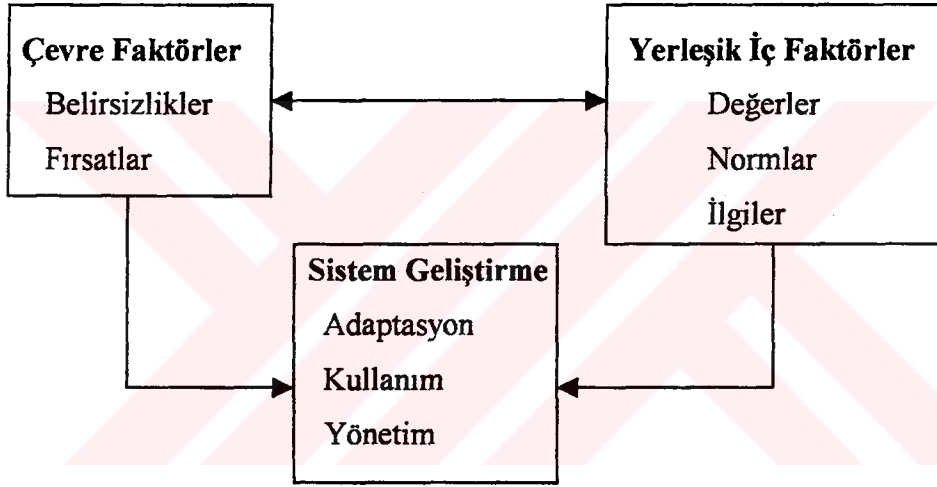 Çevre Faktörler
Belirsizlikler
Fırsatlar
Yerleşik İç Faktörler
Değerler
Normlar
İlgiler
Sistem Geliştirme
Adaptasyon
Kullanım
Yönetim